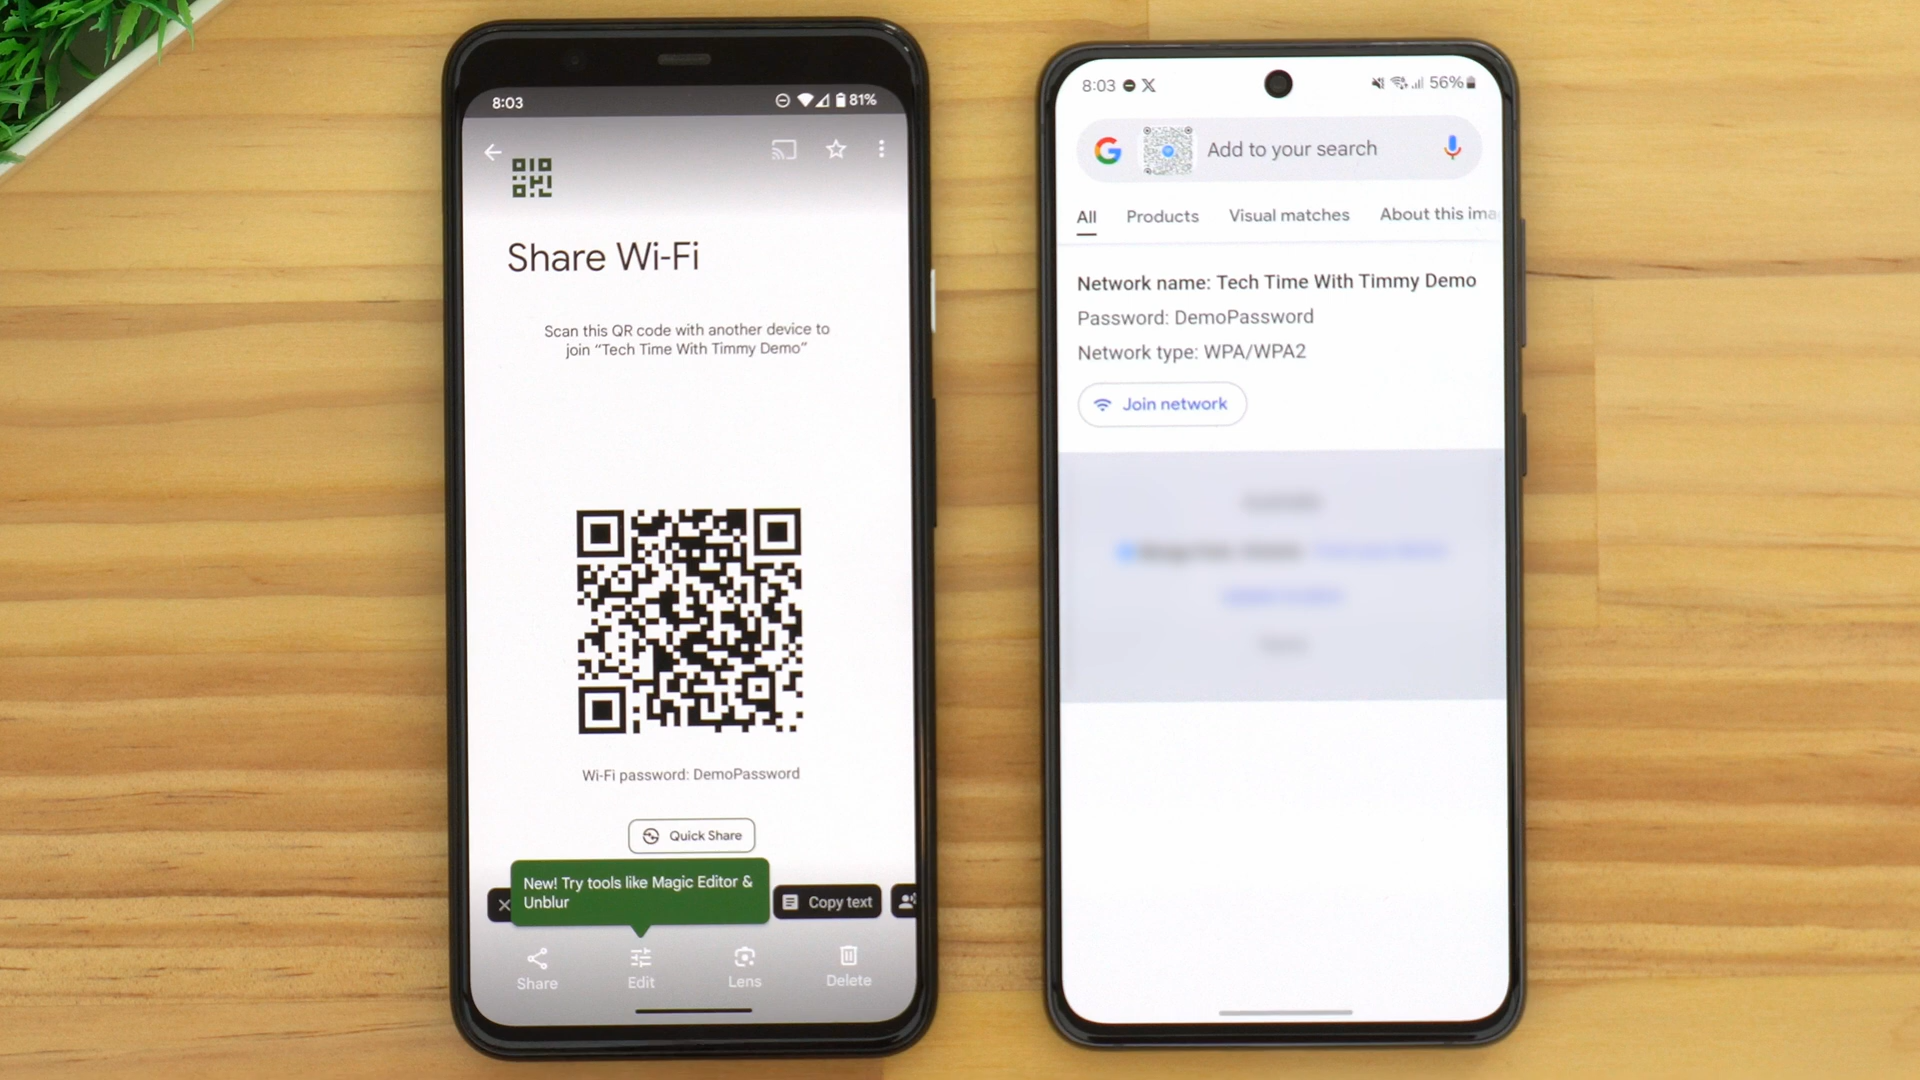 8:03
81%
Share Wi-Fi
Scan this QR code with another device to
join “Tech Time With Timmy Demo”
Wi-Fi password: DemoPassword
Quick Share
New! Try tools like Magic Editor &
Unblur
Copy text
Share
Edit
Lens
Delete
8:03
56%
Add to your search
All
Products
Visual matches
About this ima
Network name: Tech Time With Timmy Demo
Password: DemoPassword
Network type: WPA/WPA2
Join network